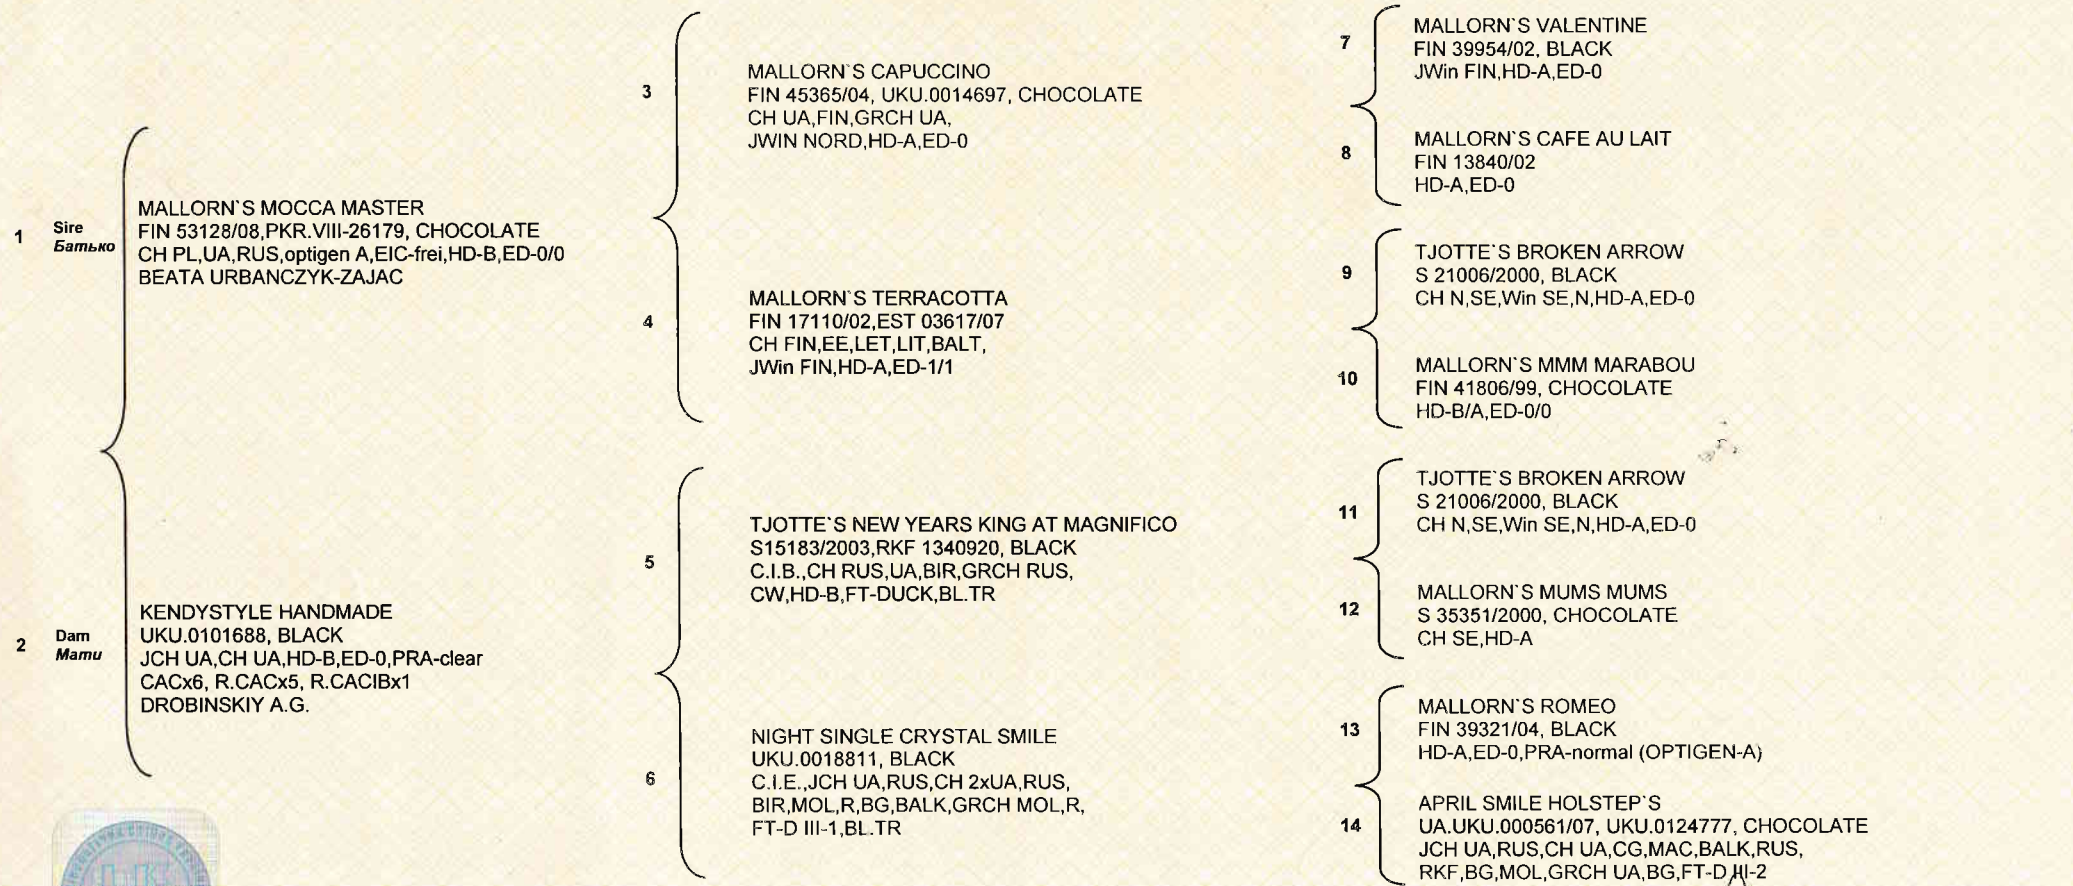 1 Sire
Батько
MALLORN`S MOCCA MASTER
FIN 53128/08,PKR.VIII-26179, CHOCOLATE
CH PL,UA,RUS,optigen A,EIC-frei,HD-B,ED-0/0
BEATA URBANCZYK-ZAJAC
2 Dam
Мати
KENDYSTYLE HANDMADE
UKU.0101688, BLACK
JCH UA,CH UA,HD-B,ED-0,PRA-clear
CACx6, R.CACx5, R.CACIBx1
DROBINSKIY A.G.
3
MALLORN`S CAPUCCINO
FIN 45365/04, UKU.0014697, CHOCOLATE
CH UA,FIN,GRCH UA,
JWIN NORD,HD-A,ED-0
4
MALLORN`S TERRACOTTA
FIN 17110/02,EST 03617/07
CH FIN,EE,LET,LIT,BALT,
JWin FIN,HD-A,ED-1/1
5
TJOTTE`S NEW YEARS KING AT MAGNIFICO
S15183/2003,RKF 1340920, BLACK
C.I.B.,CH RUS,UA,BIR,GRCH RUS,
CW,HD-B,FT-DUCK,BL.TR
6
NIGHT SINGLE CRYSTAL SMILE
UKU.0018811, BLACK
C.I.E.,JCH UA,RUS,CH 2xUA,RUS,
BIR,MOL,R,BG,BALK,GRCH MOL,R,
FT-D III-1,BL.TR
7
MALLORN`S VALENTINE
FIN 39954/02, BLACK
JWin FIN,HD-A,ED-0
8
MALLORN`S CAFE AU LAIT
FIN 13840/02
HD-A,ED-0
9
TJOTTE`S BROKEN ARROW
S 21006/2000, BLACK
CH N,SE,Win SE,N,HD-A,ED-0
10
MALLORN`S MMM MARABOU
FIN 41806/99, CHOCOLATE
HD-B/A,ED-0/0
11
TJOTTE`S BROKEN ARROW
S 21006/2000, BLACK
CH N,SE,Win SE,N,HD-A,ED-0
12
MALLORN`S MUMS MUMS
S 35351/2000, CHOCOLATE
CH SE,HD-A
13
MALLORN`S ROMEO
FIN 39321/04, BLACK
HD-A,ED-0,PRA-normal (OPTIGEN-A)
14
APRIL SMILE HOLSTEP`S
UA.UKU.000561/07, UKU.0124777, CHOCOLATE
JCH UA,RUS,CH UA,CG,MAC,BALK,RUS,
RKF,BG,MOL,GRCH UA,BG,FT-D III-2